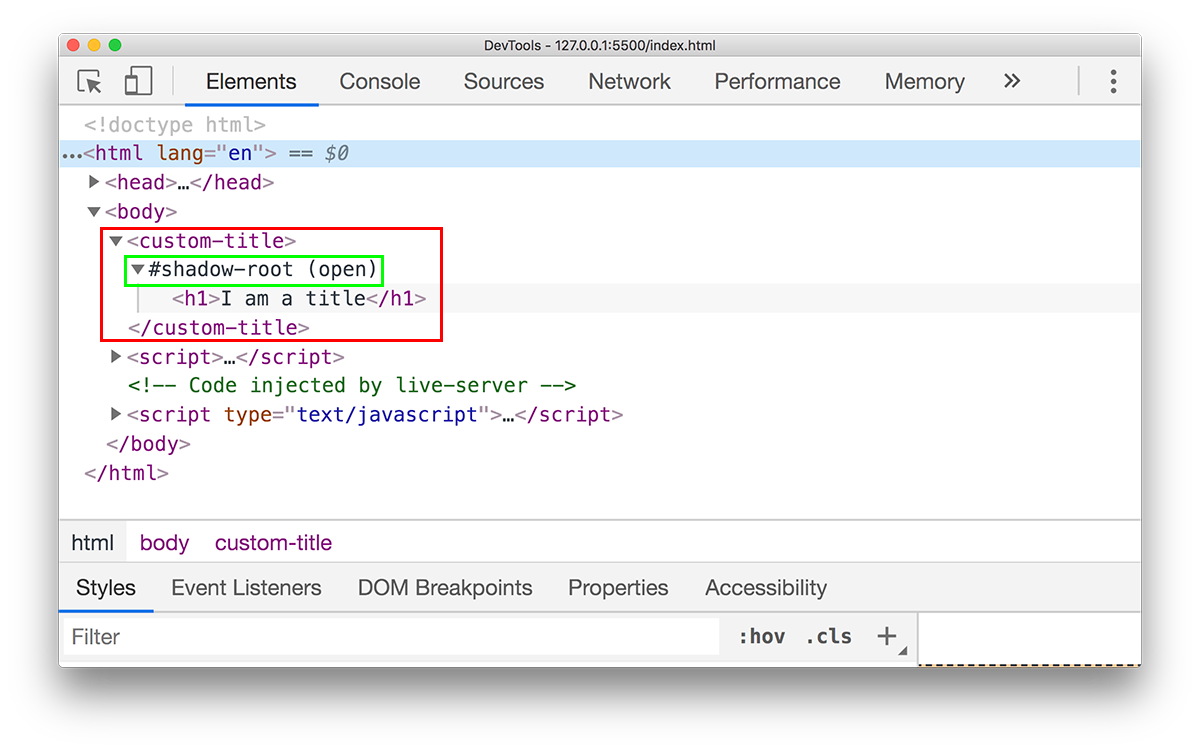 DevTools - 127.0.0.1:5500/index.html
Elements Console Sources Network Performance Memory »
<!doctype html>
…<html lang="en"> == $0
▶<head>…</head>
▼<body>
▼<custom-title>
▼#shadow-root (open)
<h1>I am a title</h1>
</custom-title>
▶<script>…</script>
<!-- Code injected by live-server -->
▶<script type="text/javascript">…</script>
</body>
</html>
html body custom-title
Styles Event Listeners DOM Breakpoints Properties Accessibility
Filter :hov .cls +